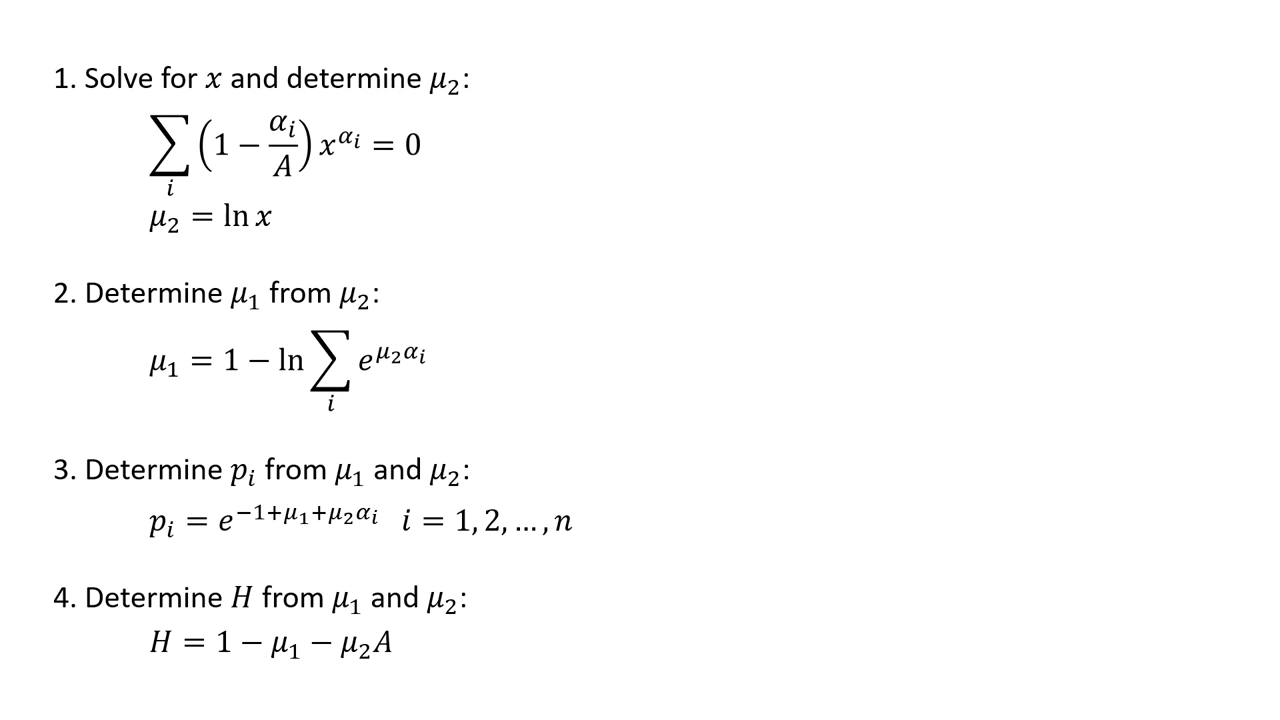 1. Solve for x and determine μ₂:
∑ᵢ (1 − αᵢ/A) x^αᵢ = 0
μ₂ = ln x
2. Determine μ₁ from μ₂:
μ₁ = 1 − ln ∑ᵢ e^(μ₂αᵢ)
3. Determine pᵢ from μ₁ and μ₂:
pᵢ = e^(−1+μ₁+μ₂αᵢ) i = 1, 2, … , n
4. Determine H from μ₁ and μ₂:
H = 1 − μ₁ − μ₂A